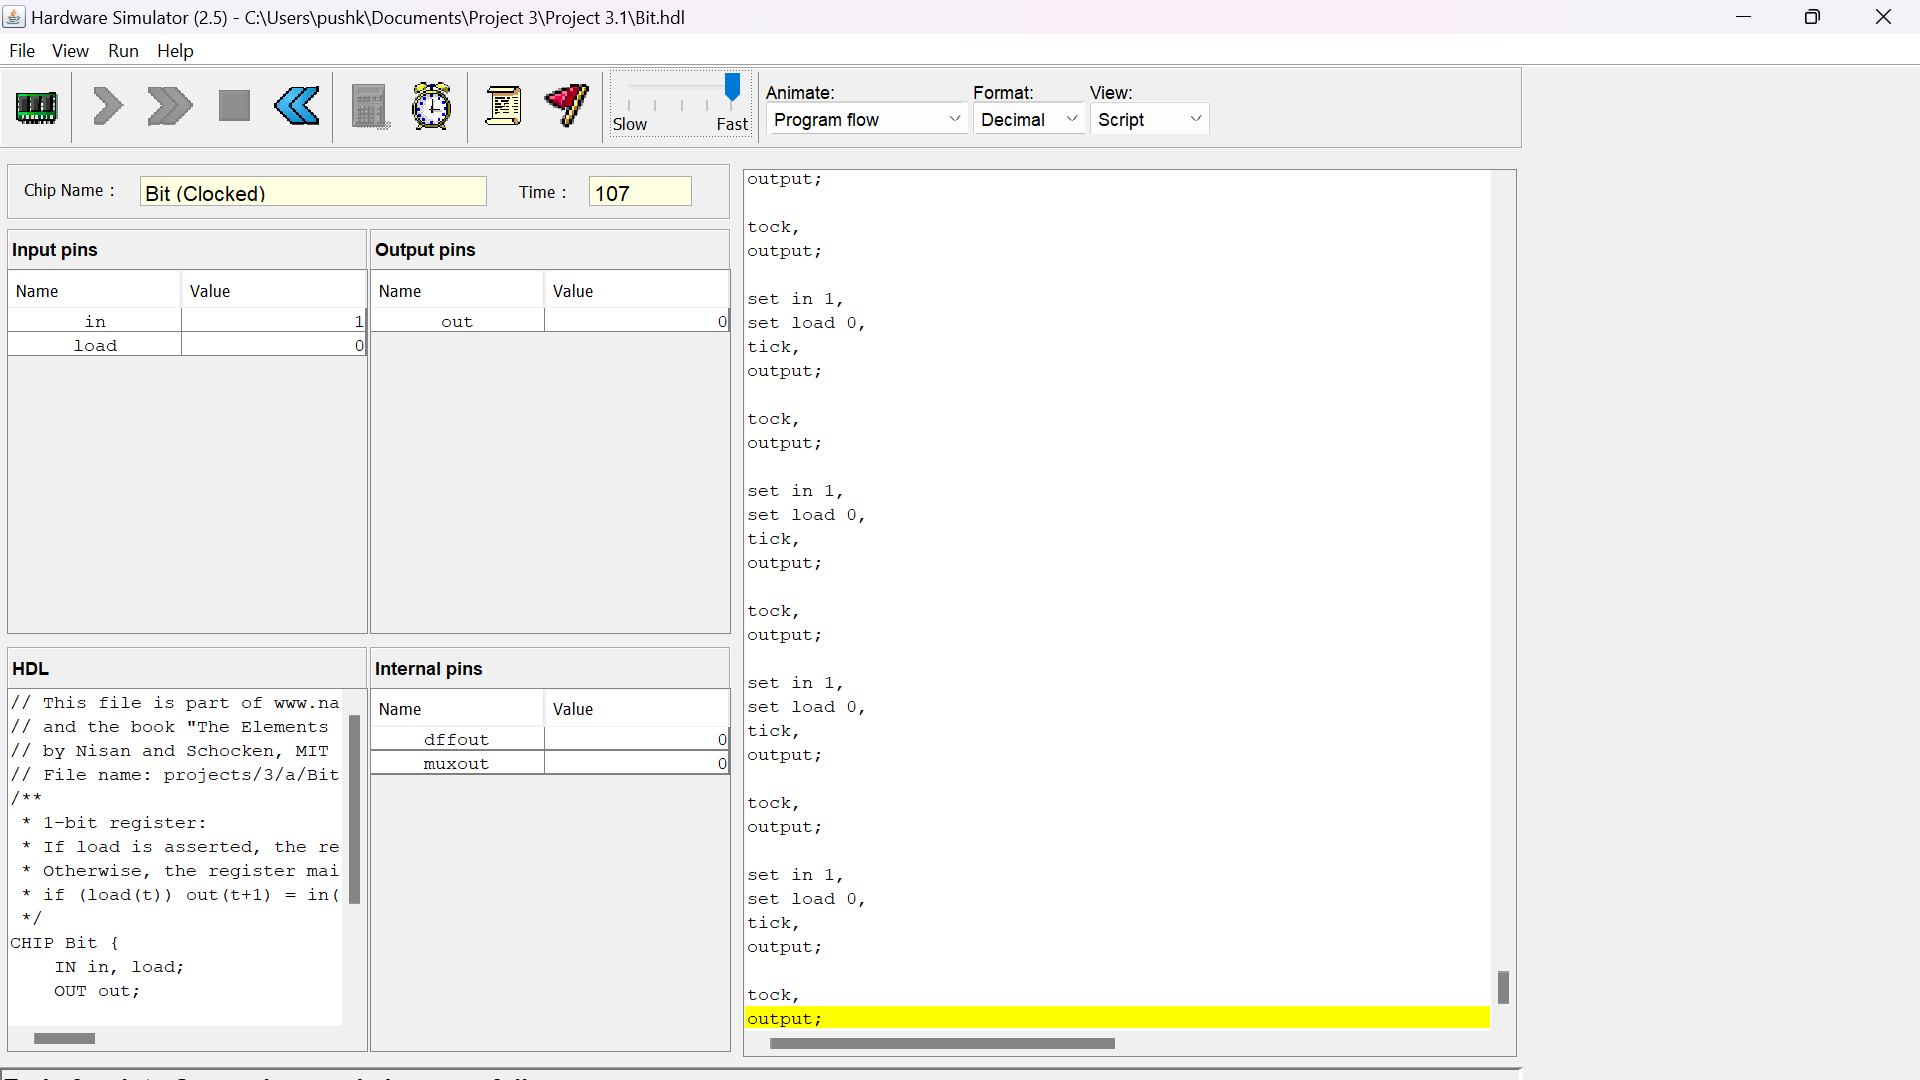 Hardware Simulator (2.5) - C:\Users\pushk\Documents\Project 3\Project 3.1\Bit.hdl
File View Run Help
Slow Fast
Animate: Format: View:
Program flow Decimal Script
Chip Name : Bit (Clocked) Time : 107
Input pins
Name Value
in 1
load 0
Output pins
Name Value
out 0
HDL
// This file is part of www.na
// and the book "The Elements
// by Nisan and Schocken, MIT
// File name: projects/3/a/Bit
/**
* 1-bit register:
* If load is asserted, the re
* Otherwise, the register mai
* if (load(t)) out(t+1) = in(
*/
CHIP Bit {
IN in, load;
OUT out;
Internal pins
Name Value
dffout 0
muxout 0
output;
tock,
output;
set in 1,
set load 0,
tick,
output;
tock,
output;
set in 1,
set load 0,
tick,
output;
tock,
output;
set in 1,
set load 0,
tick,
output;
tock,
output;
set in 1,
set load 0,
tick,
output;
tock,
output;